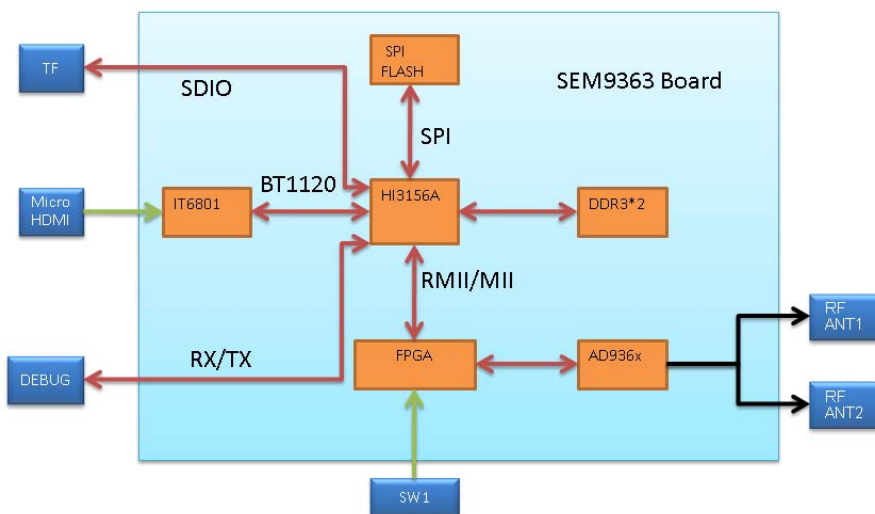 TF
SPI
FLASH
SEM9363 Board
SDIO
SPI
Micro
HDMI
IT6801
BT1120
HI3156A
DDR3*2
RMII/MII
RF
ANT1
DEBUG
RX/TX
FPGA
AD936x
RF
ANT2
SW1